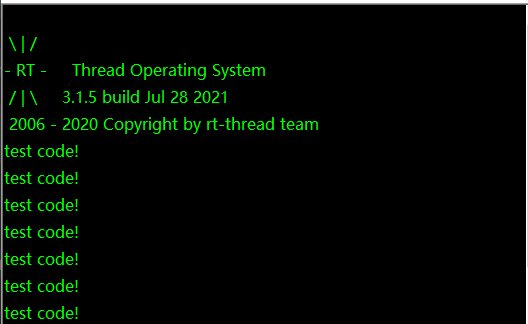 \ | /
- RT -     Thread Operating System
/ | \     3.1.5 build Jul 28 2021
2006 - 2020 Copyright by rt-thread team
test code!
test code!
test code!
test code!
test code!
test code!
test code!